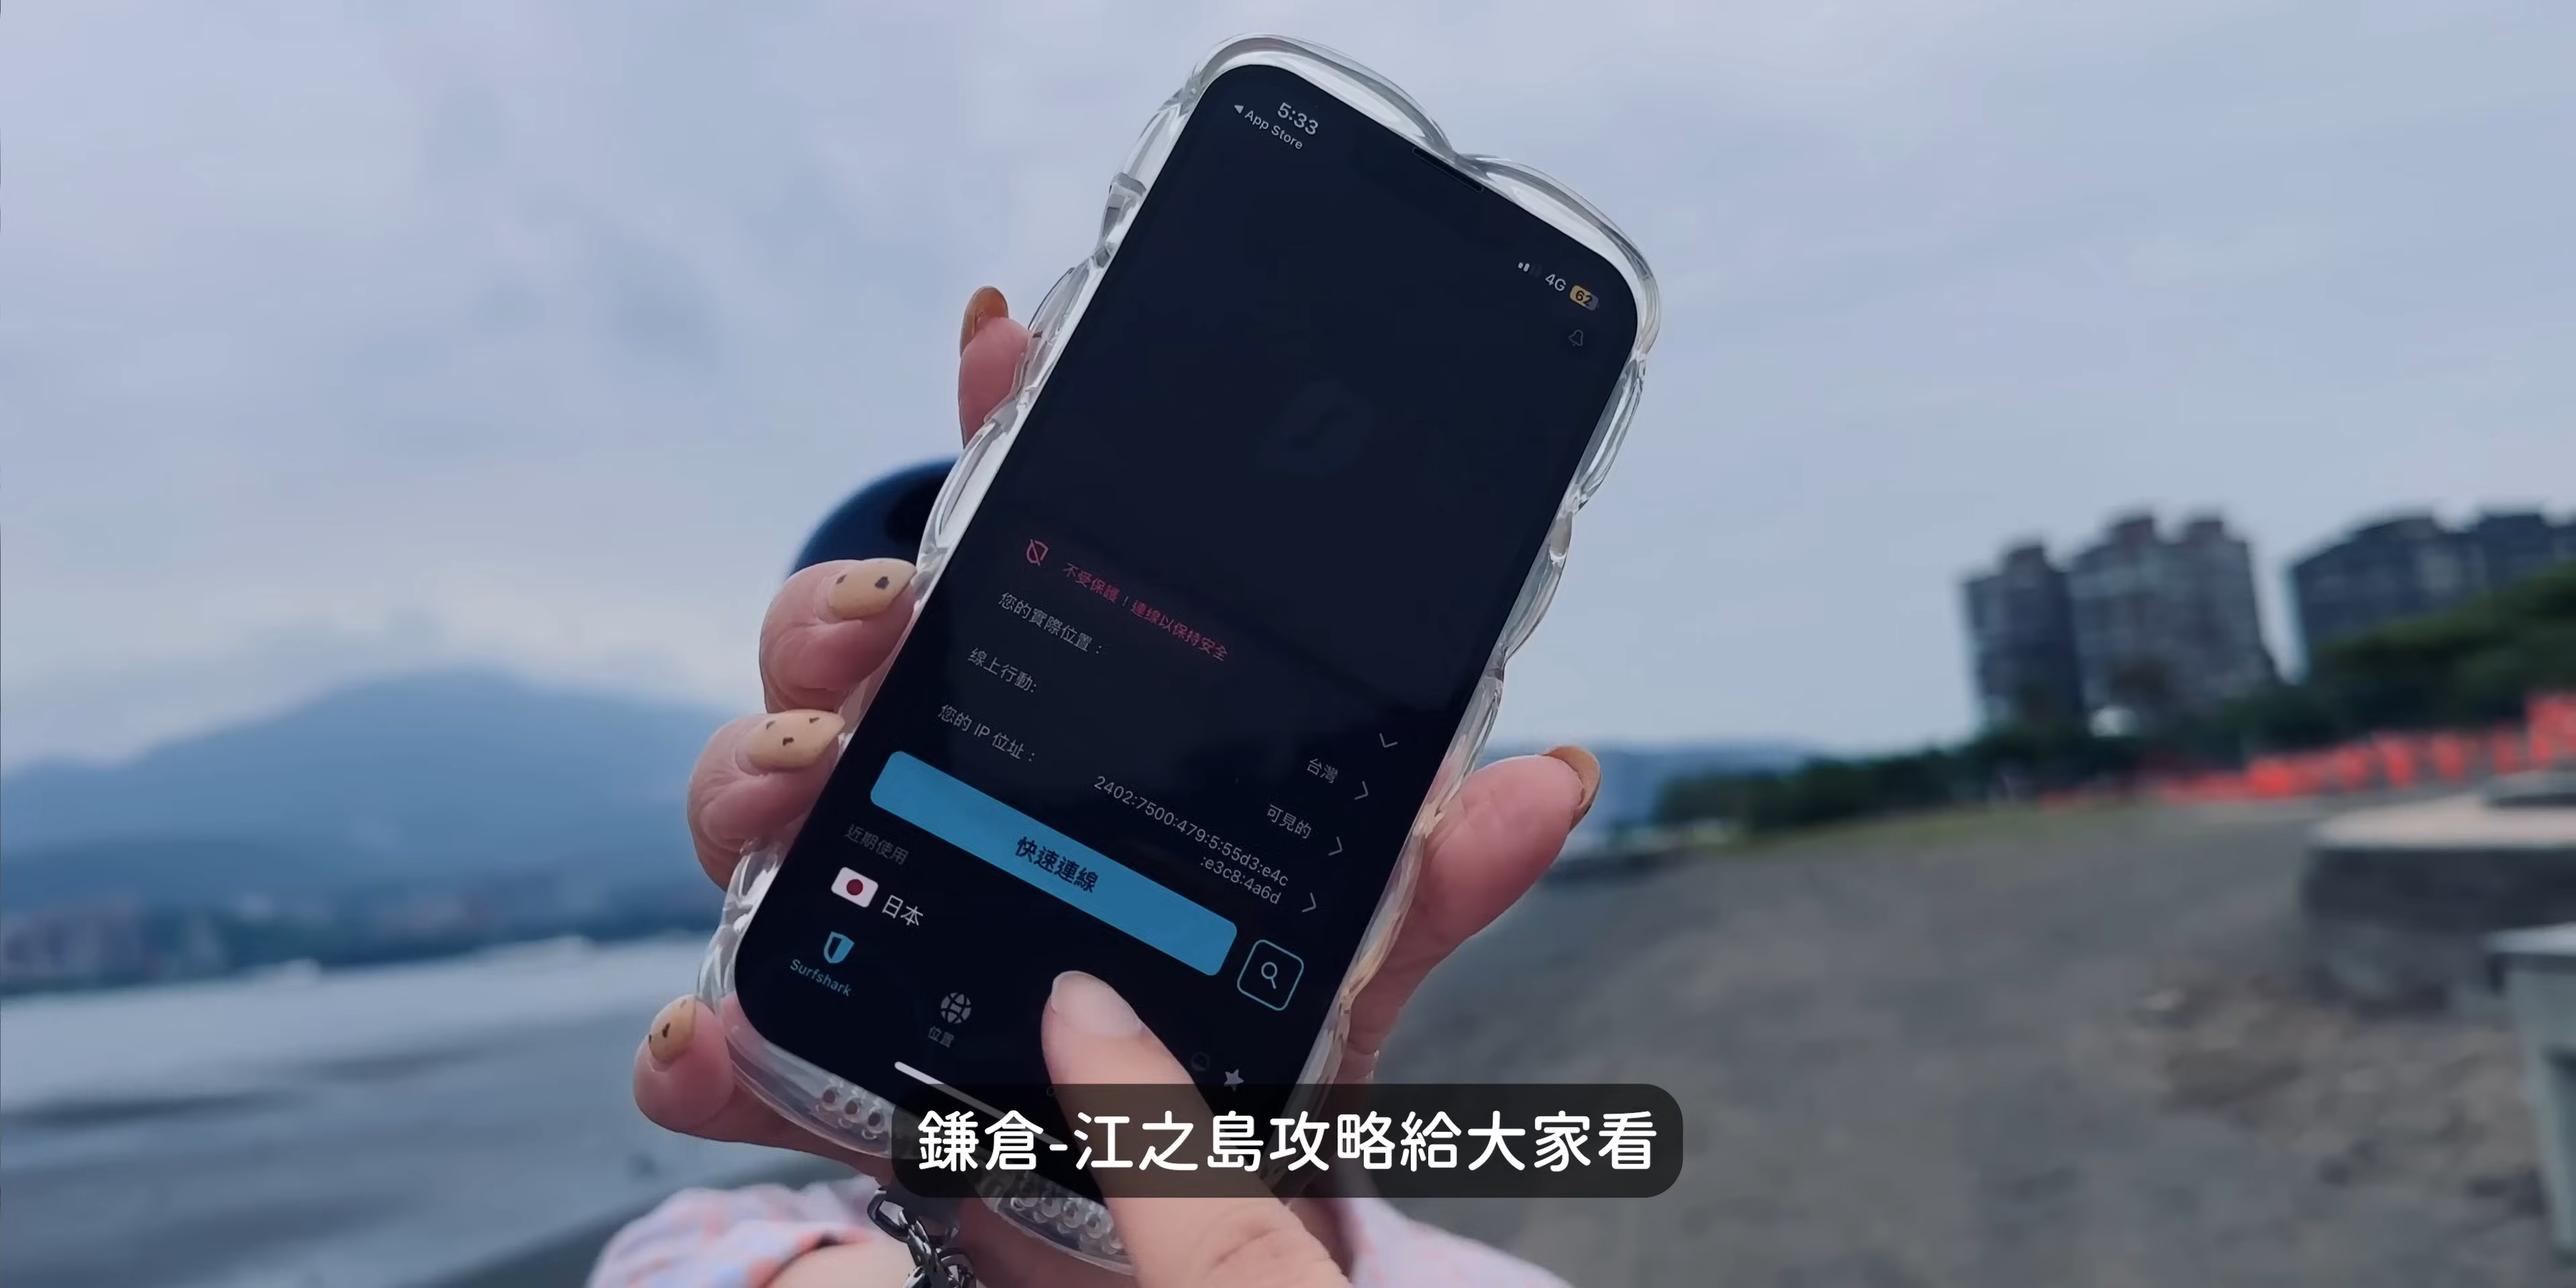 5:33
◀ App Store
4G 62
不受保護！連線以保持安全
您的實際位置：
台灣
線上行動:
可見的
您的 IP 位址：
2402:7500:479:5:55d3:e4c
:e3c8:4a6d
快速連線
近期使用
日本
Surfshark
位置
鎌倉-江之島攻略給大家看